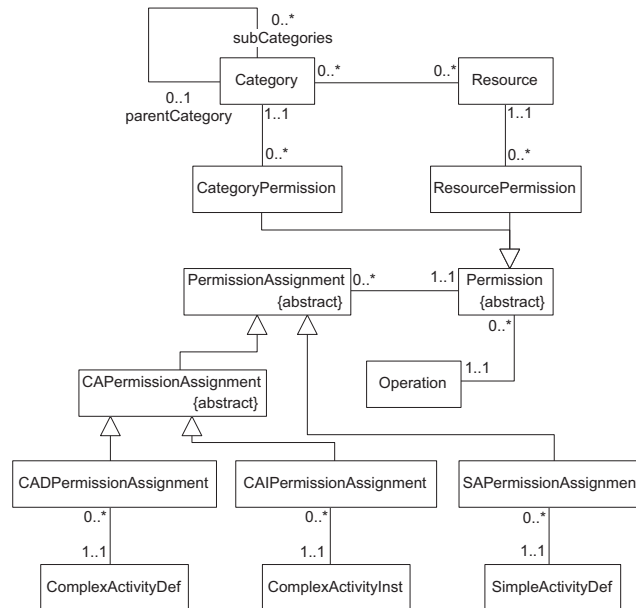 0..*
subCategories
Category
0..*
0..*
Resource
0..1
parentCategory
1..1
1..1
0..*
0..*
CategoryPermission
ResourcePermission
PermissionAssignment
{abstract}
0..*
1..1
Permission
{abstract}
0..*
CAPermissionAssignment
{abstract}
Operation
1..1
CADPermissionAssignment
CAIPermissionAssignment
SAPermissionAssignment
0..*
0..*
0..*
1..1
1..1
1..1
ComplexActivityDef
ComplexActivityInst
SimpleActivityDef